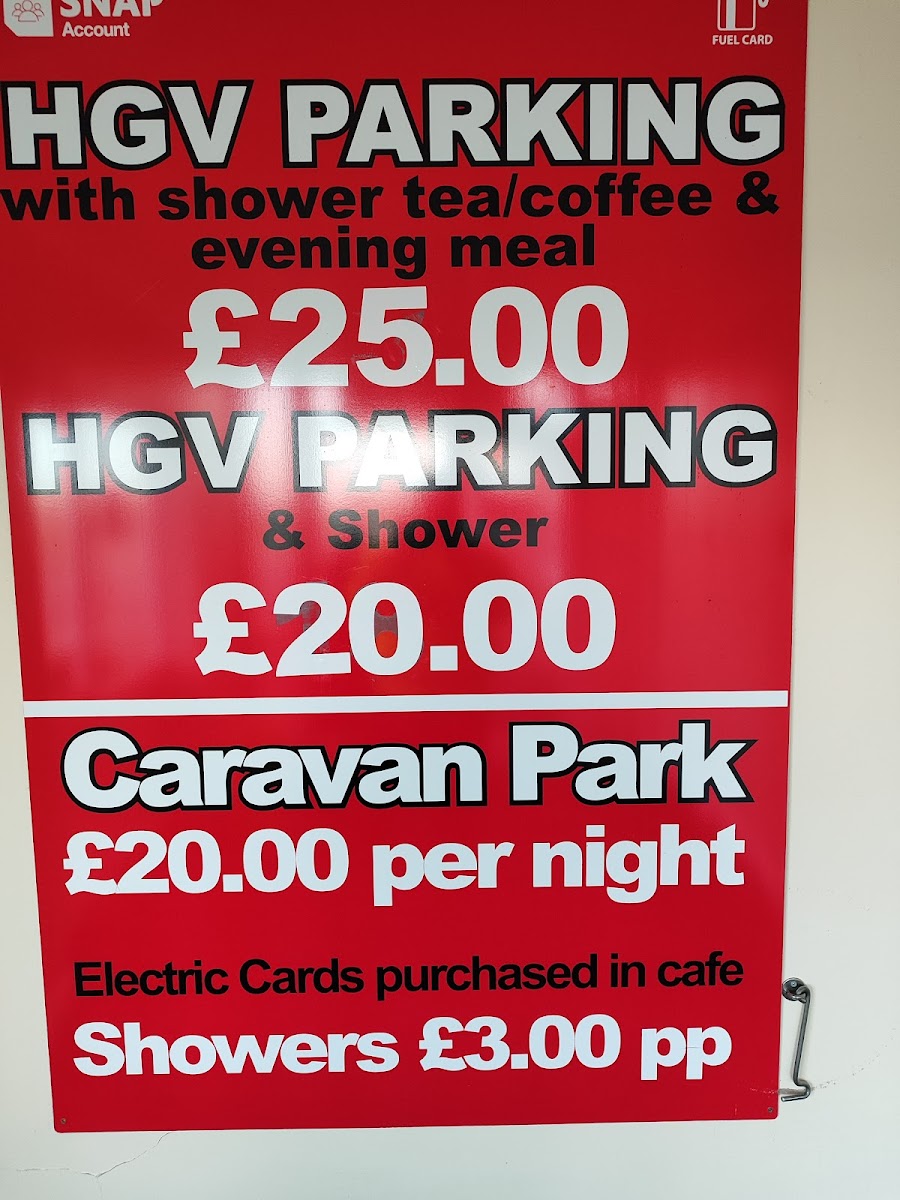 SNAP
Account
FUEL CARD
HGV PARKING
with shower tea/coffee &
evening meal
£25.00
HGV PARKING
& Shower
£20.00
Caravan Park
£20.00 per night
Electric Cards purchased in cafe
Showers £3.00 pp